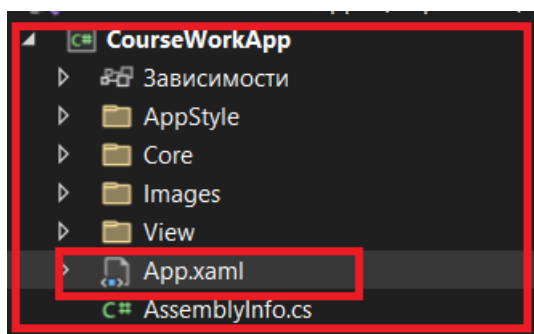 C# CourseWorkApp
Зависимости
AppStyle
Core
Images
View
App.xaml
C# AssemblyInfo.cs